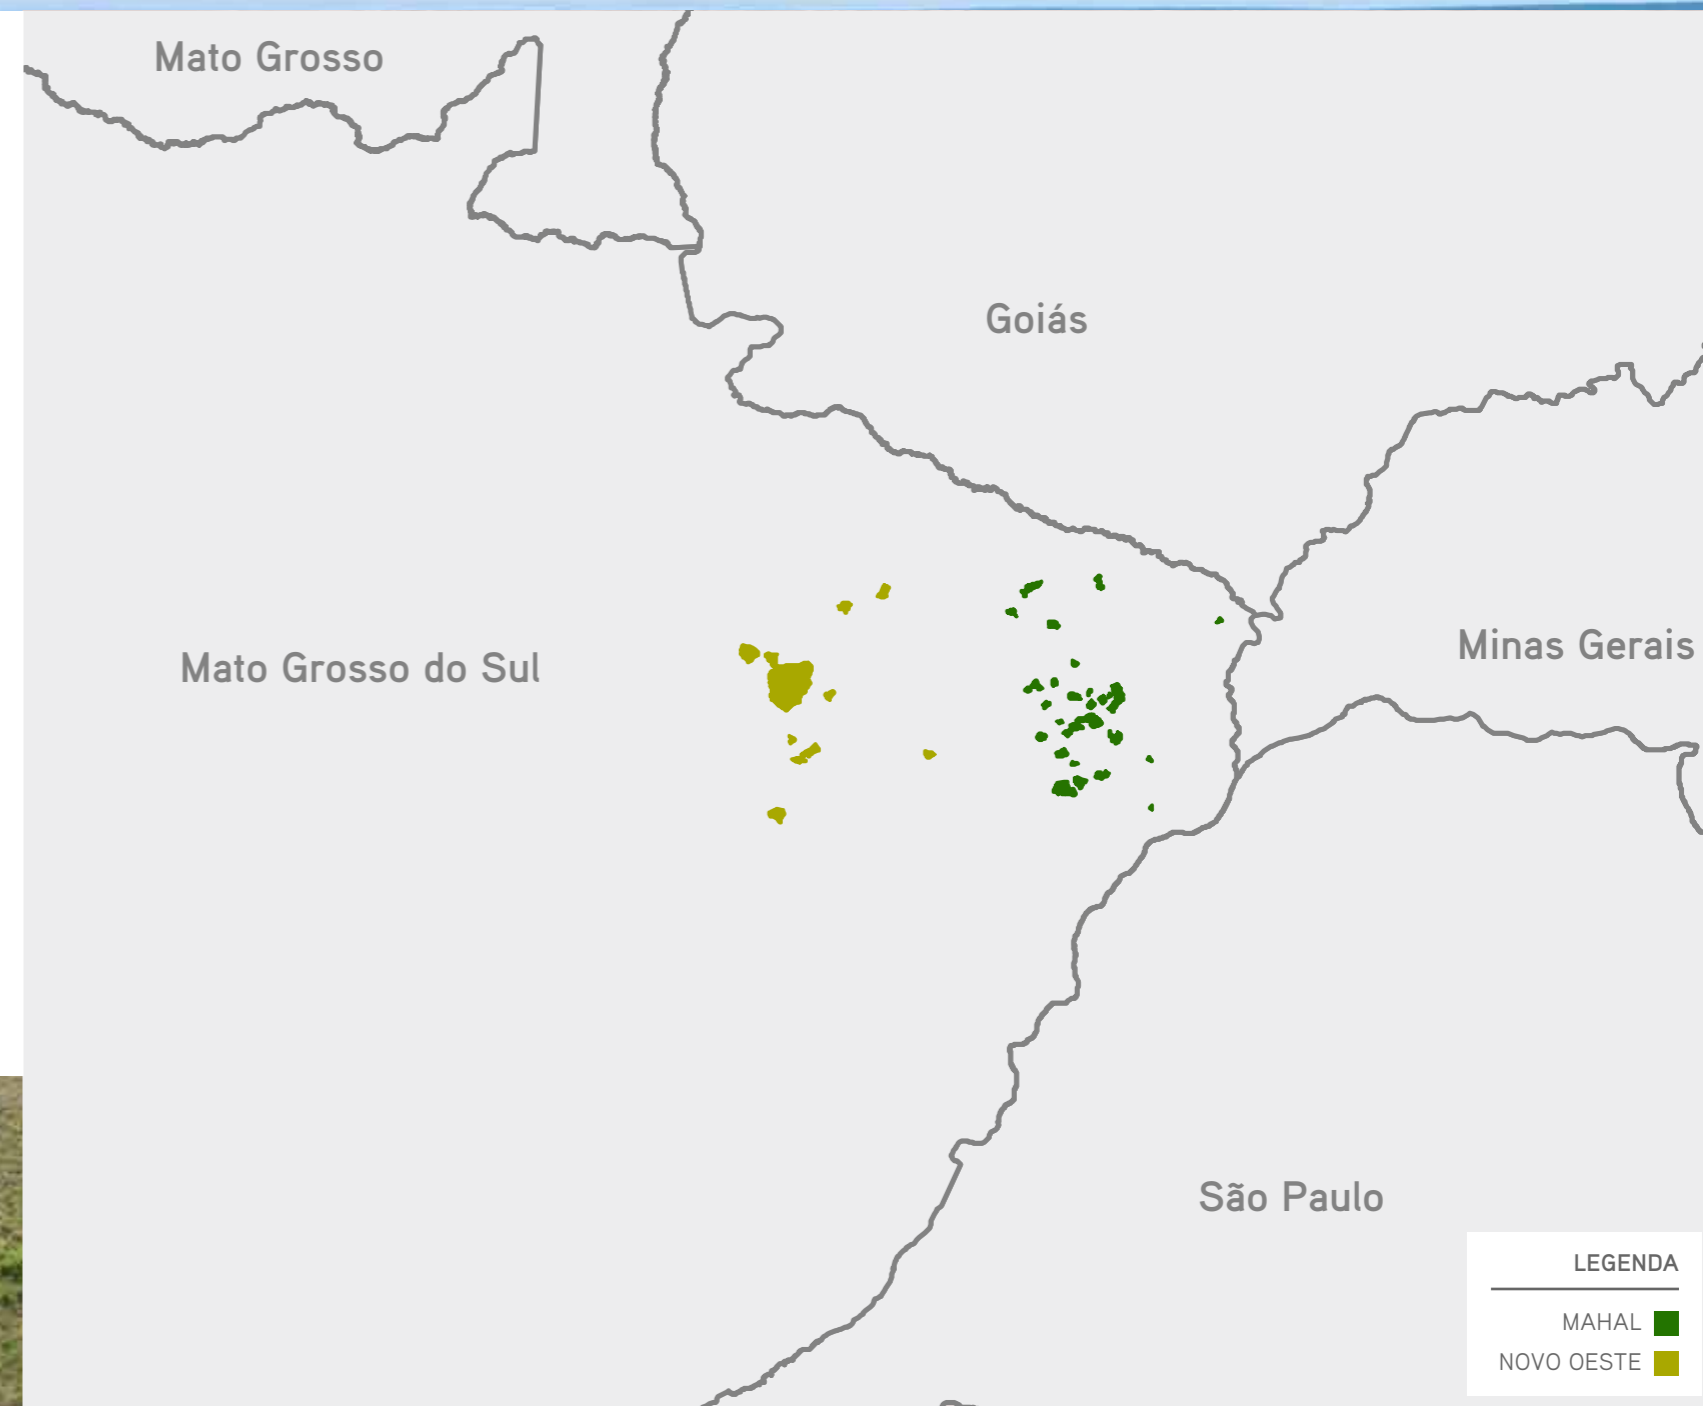 Mato Grosso
Goiás
Minas Gerais
Mato Grosso do Sul
São Paulo
LEGENDA
MAHAL
NOVO OESTE